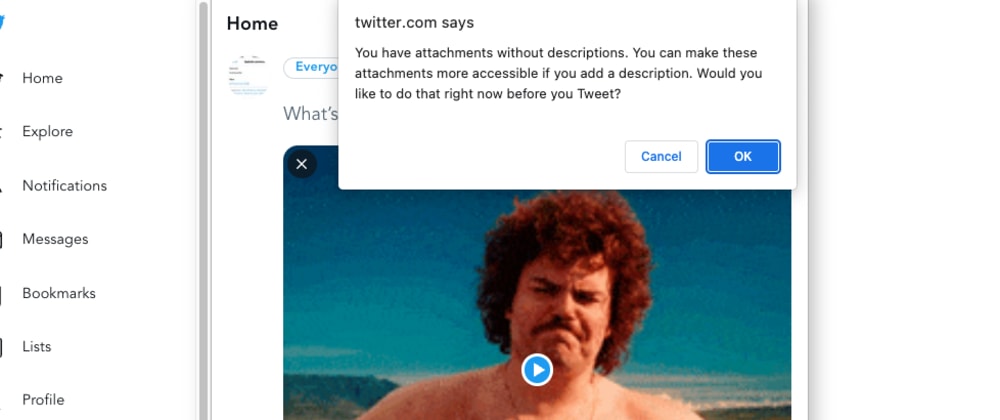 Home
twitter.com says
You have attachments without descriptions. You can make these
attachments more accessible if you add a description. Would you
like to do that right now before you Tweet?
Cancel
OK
Everyo
What's
Home
Explore
Notifications
Messages
Bookmarks
Lists
Profile